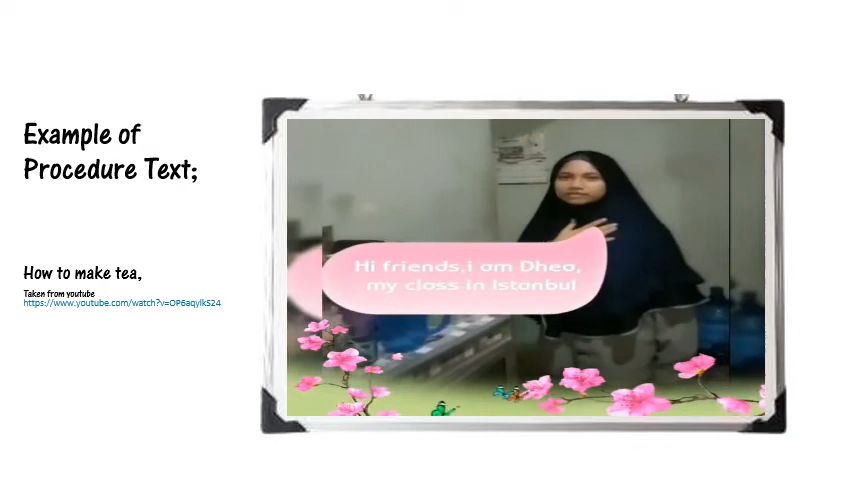 Example of
Procedure Text;
How to make tea,
Taken from youtube
https://www.youtube.com/watch?v=OP6aqylkS24
Hi friends,i am Dhea,
my class in Istanbul